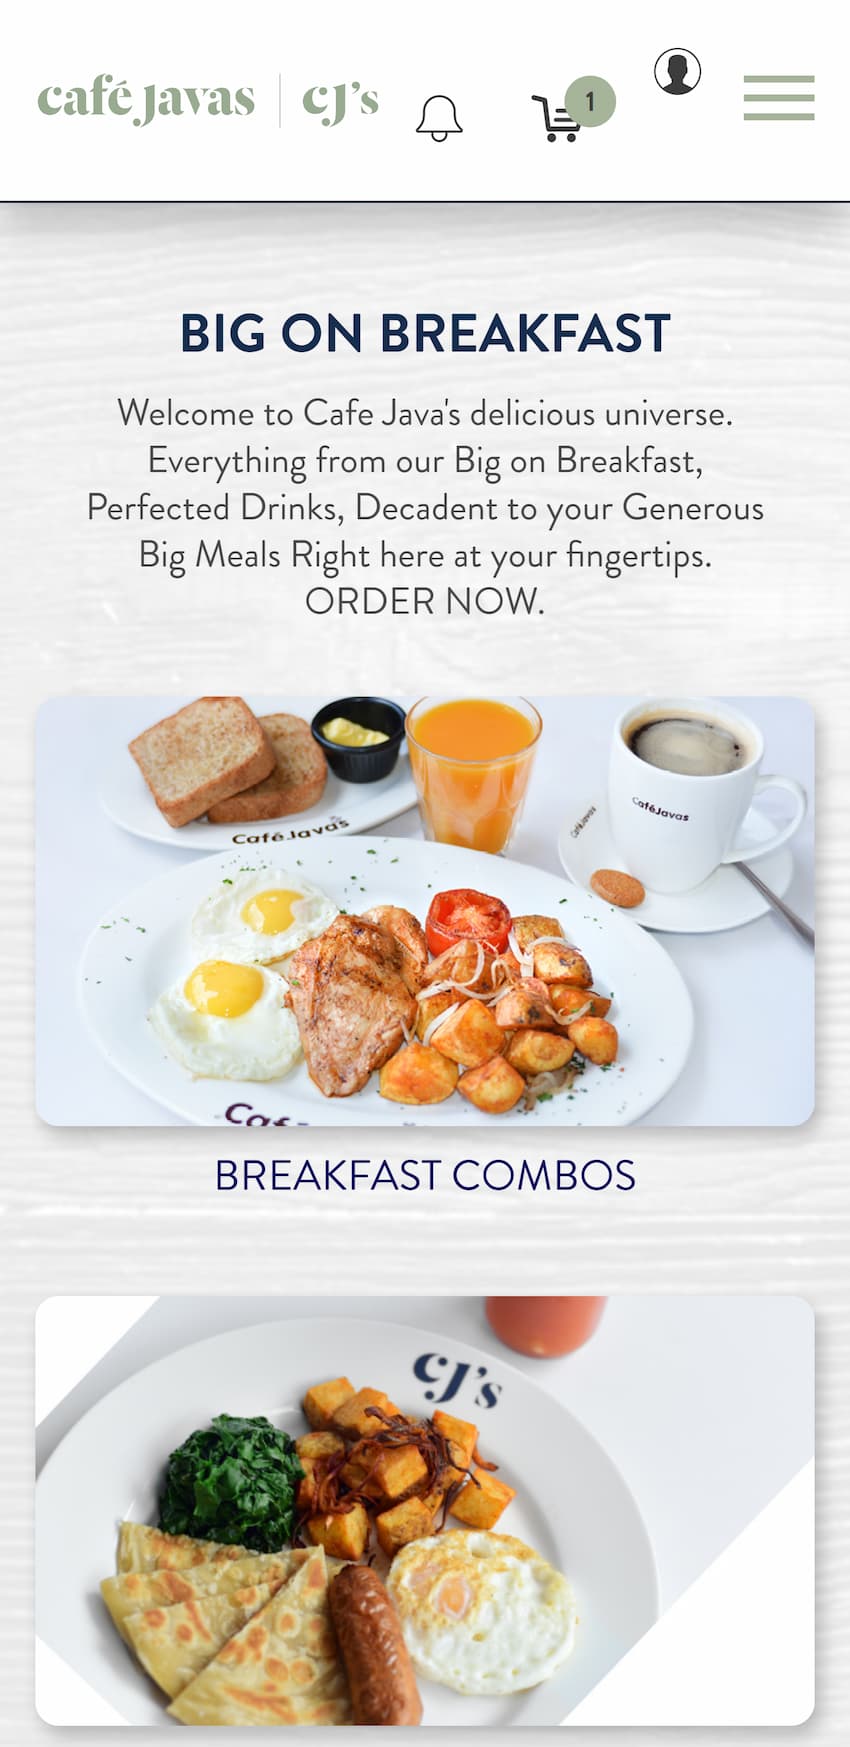 café javas | cj's
1
BIG ON BREAKFAST
Welcome to Cafe Java's delicious universe.
Everything from our Big on Breakfast,
Perfected Drinks, Decadent to your Generous
Big Meals Right here at your fingertips.
ORDER NOW.
CaféJavas
CaféJavas
CaféJavas
BREAKFAST COMBOS
cj's